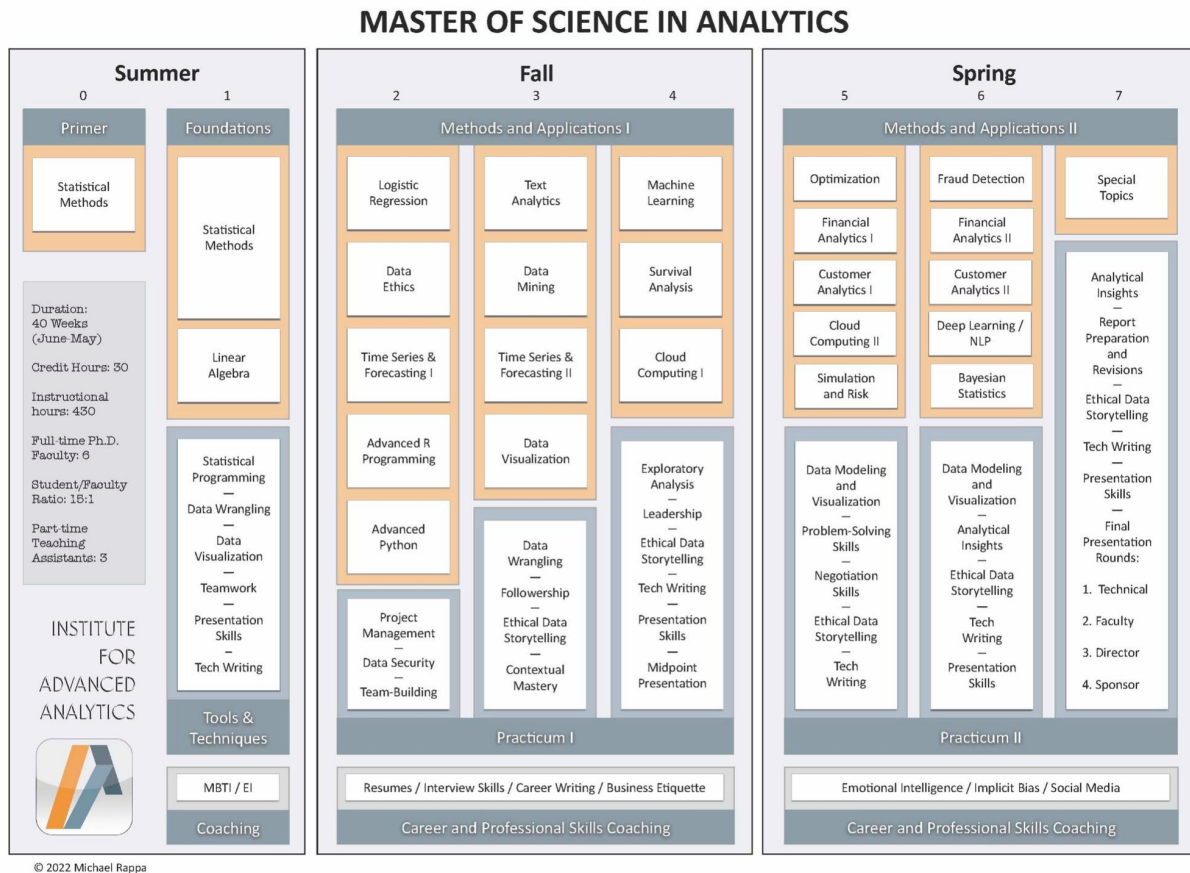 MASTER OF SCIENCE IN ANALYTICS
Summer
0
1
Primer
Foundations
Statistical
Methods
Statistical
Methods
Linear
Algebra
Duration:
40 Weeks
(June-May)
Credit Hours: 30
Instructional
hours: 430
Full-time Ph.D.
Faculty: 6
Student/Faculty
Ratio: 15:1
Part-time
Teaching
Assistants: 3
Statistical
Programming
—
Data Wrangling
—
Data
Visualization
—
Teamwork
—
Presentation
Skills
—
Tech Writing
Tools &
Techniques
MBTI / EI
Coaching
INSTITUTE
FOR
ADVANCED
ANALYTICS
Fall
2
3
4
Methods and Applications I
Logistic
Regression
Data
Ethics
Time Series &
Forecasting I
Advanced R
Programming
Advanced
Python
Project
Management
—
Data Security
—
Team-Building
Text
Analytics
Data
Mining
Time Series &
Forecasting II
Data
Visualization
Data
Wrangling
—
Followership
—
Ethical Data
Storytelling
—
Contextual
Mastery
Machine
Learning
Survival
Analysis
Cloud
Computing I
Exploratory
Analysis
—
Leadership
—
Ethical Data
Storytelling
—
Tech Writing
—
Presentation
Skills
—
Midpoint
Presentation
Practicum I
Resumes / Interview Skills / Career Writing / Business Etiquette
Career and Professional Skills Coaching
Spring
5
6
7
Methods and Applications II
Optimization
Financial
Analytics I
Customer
Analytics I
Cloud
Computing II
Simulation
and Risk
Data Modeling
and
Visualization
—
Problem-Solving
Skills
—
Negotiation
Skills
—
Ethical Data
Storytelling
—
Tech
Writing
Fraud Detection
Financial
Analytics II
Customer
Analytics II
Deep Learning /
NLP
Bayesian
Statistics
Data Modeling
and
Visualization
—
Analytical
Insights
—
Ethical Data
Storytelling
—
Tech
Writing
—
Presentation
Skills
Special
Topics
Analytical
Insights
—
Report
Preparation
and
Revisions
—
Ethical Data
Storytelling
—
Tech Writing
—
Presentation
Skills
—
Final
Presentation
Rounds:
1. Technical
2. Faculty
3. Director
4. Sponsor
Practicum II
Emotional Intelligence / Implicit Bias / Social Media
Career and Professional Skills Coaching
© 2022 Michael Rappa